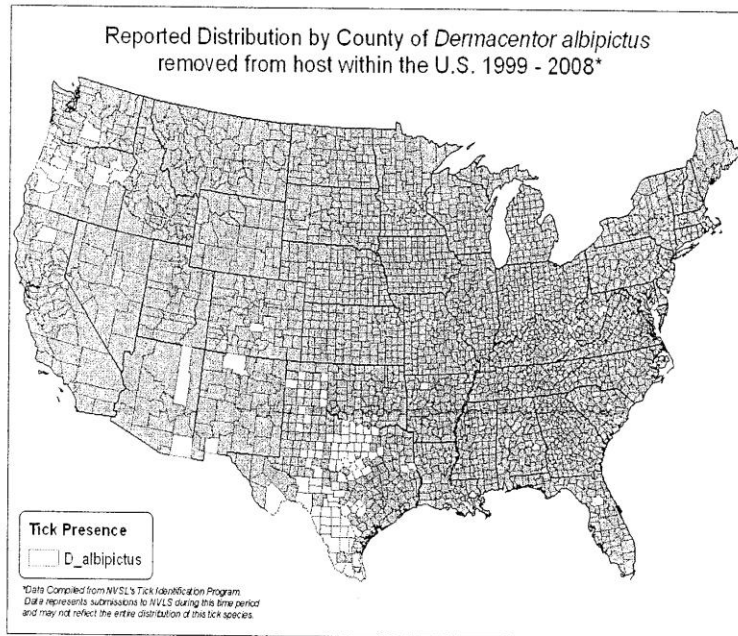 Reported Distribution by County of Dermacentor albipictus
removed from host within the U.S. 1999 - 2008*
Tick Presence
D_albipictus
*Data Compiled from NVSL's Tick Identification Program.
Data represents submissions to NVLS during this time period
and may not reflect the entire distribution of this tick species.